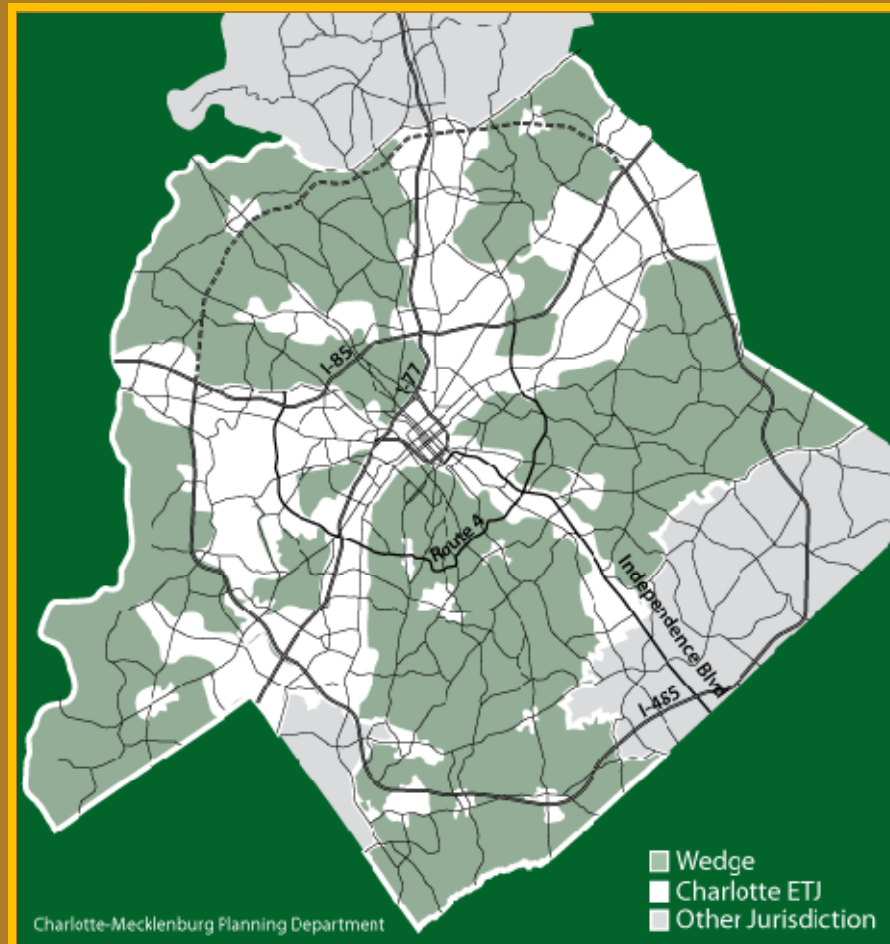 I-85
I-77
Route 4
Independence Blvd
I-485
Wedge
Charlotte ETJ
Other Jurisdiction
Charlotte-Mecklenburg Planning Department